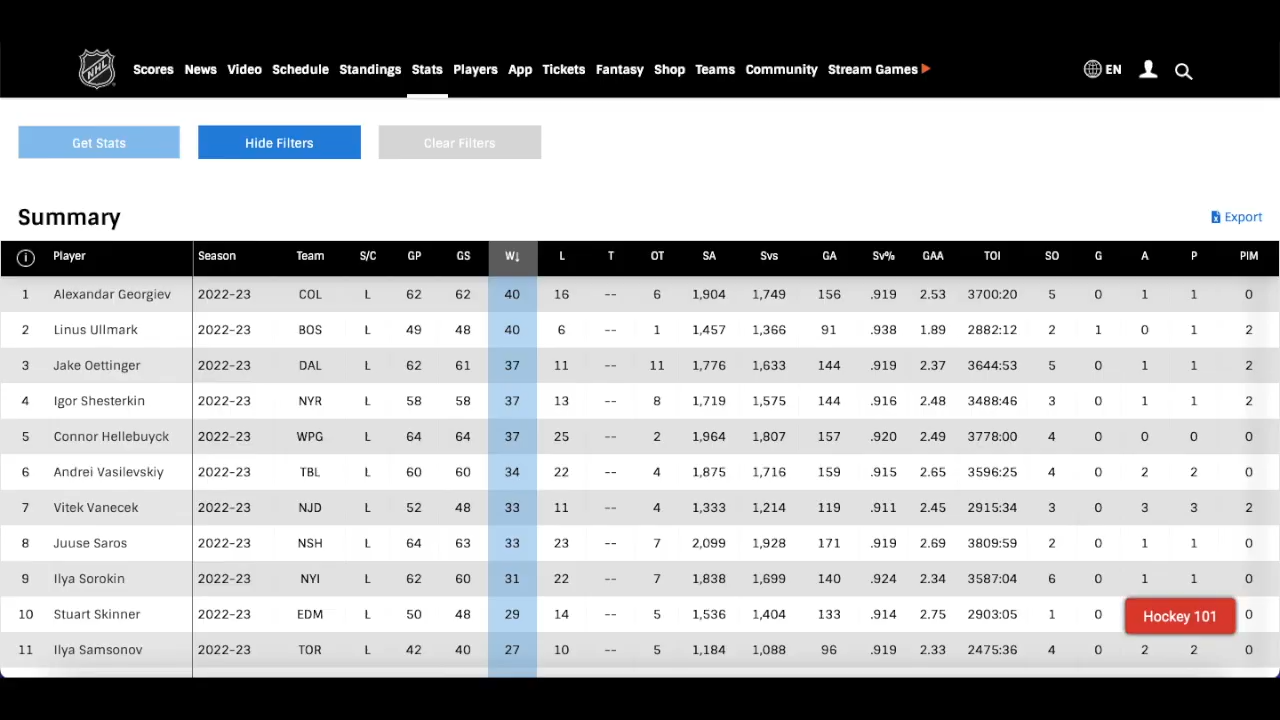 NHL Scores News Video Schedule Standings Stats Players App Tickets Fantasy Shop Teams Community Stream Games EN
Get Stats Hide Filters Clear Filters
Summary Export
i Player Season Team S/C GP GS W↓ L T OT SA Svs GA Sv% GAA TOI SO G A P PIM
1 Alexandar Georgiev 2022-23 COL L 62 62 40 16 -- 6 1,904 1,749 156 .919 2.53 3700:20 5 0 1 1 0
2 Linus Ullmark 2022-23 BOS L 49 48 40 6 -- 1 1,457 1,366 91 .938 1.89 2882:12 2 1 0 1 2
3 Jake Oettinger 2022-23 DAL L 62 61 37 11 -- 11 1,776 1,633 144 .919 2.37 3644:53 5 0 1 1 2
4 Igor Shesterkin 2022-23 NYR L 58 58 37 13 -- 8 1,719 1,575 144 .916 2.48 3488:46 3 0 1 1 2
5 Connor Hellebuyck 2022-23 WPG L 64 64 37 25 -- 2 1,964 1,807 157 .920 2.49 3778:00 4 0 0 0 0
6 Andrei Vasilevskiy 2022-23 TBL L 60 60 34 22 -- 4 1,875 1,716 159 .915 2.65 3596:25 4 0 2 2 0
7 Vitek Vanecek 2022-23 NJD L 52 48 33 11 -- 4 1,333 1,214 119 .911 2.45 2915:34 3 0 3 3 2
8 Juuse Saros 2022-23 NSH L 64 63 33 23 -- 7 2,099 1,928 171 .919 2.69 3809:59 2 0 1 1 0
9 Ilya Sorokin 2022-23 NYI L 62 60 31 22 -- 7 1,838 1,699 140 .924 2.34 3587:04 6 0 1 1 0
10 Stuart Skinner 2022-23 EDM L 50 48 29 14 -- 5 1,536 1,404 133 .914 2.75 2903:05 1 0 Hockey 101 0
11 Ilya Samsonov 2022-23 TOR L 42 40 27 10 -- 5 1,184 1,088 96 .919 2.33 2475:36 4 0 2 2 0